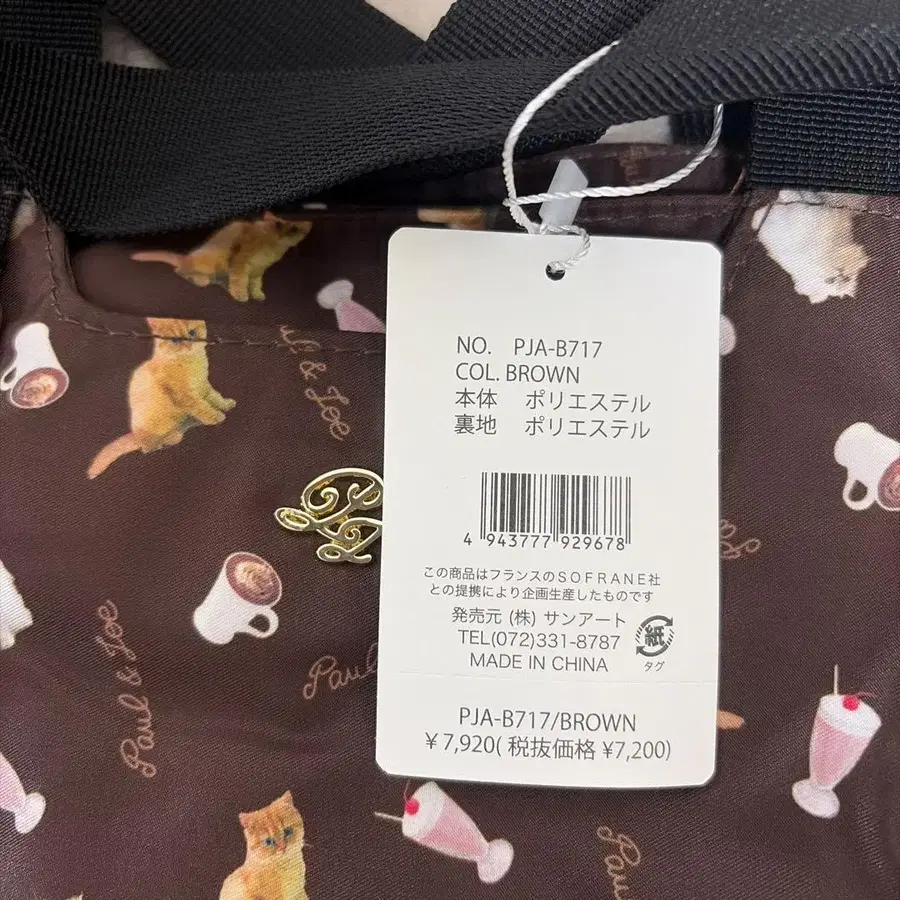 NO. PJA-B717
COL. BROWN
本体 ポリエステル
裏地 ポリエステル
4 943777 929678
この商品はフランスのSOFRANE社
との提携により企画生産したものです
発売元 (株) サンアート
TEL(072)331-8787
MADE IN CHINA
紙
タグ
PJA-B717/BROWN
¥7,920(税抜価格 ¥7,200)
Paul & Joe
Paul & Joe
Paul